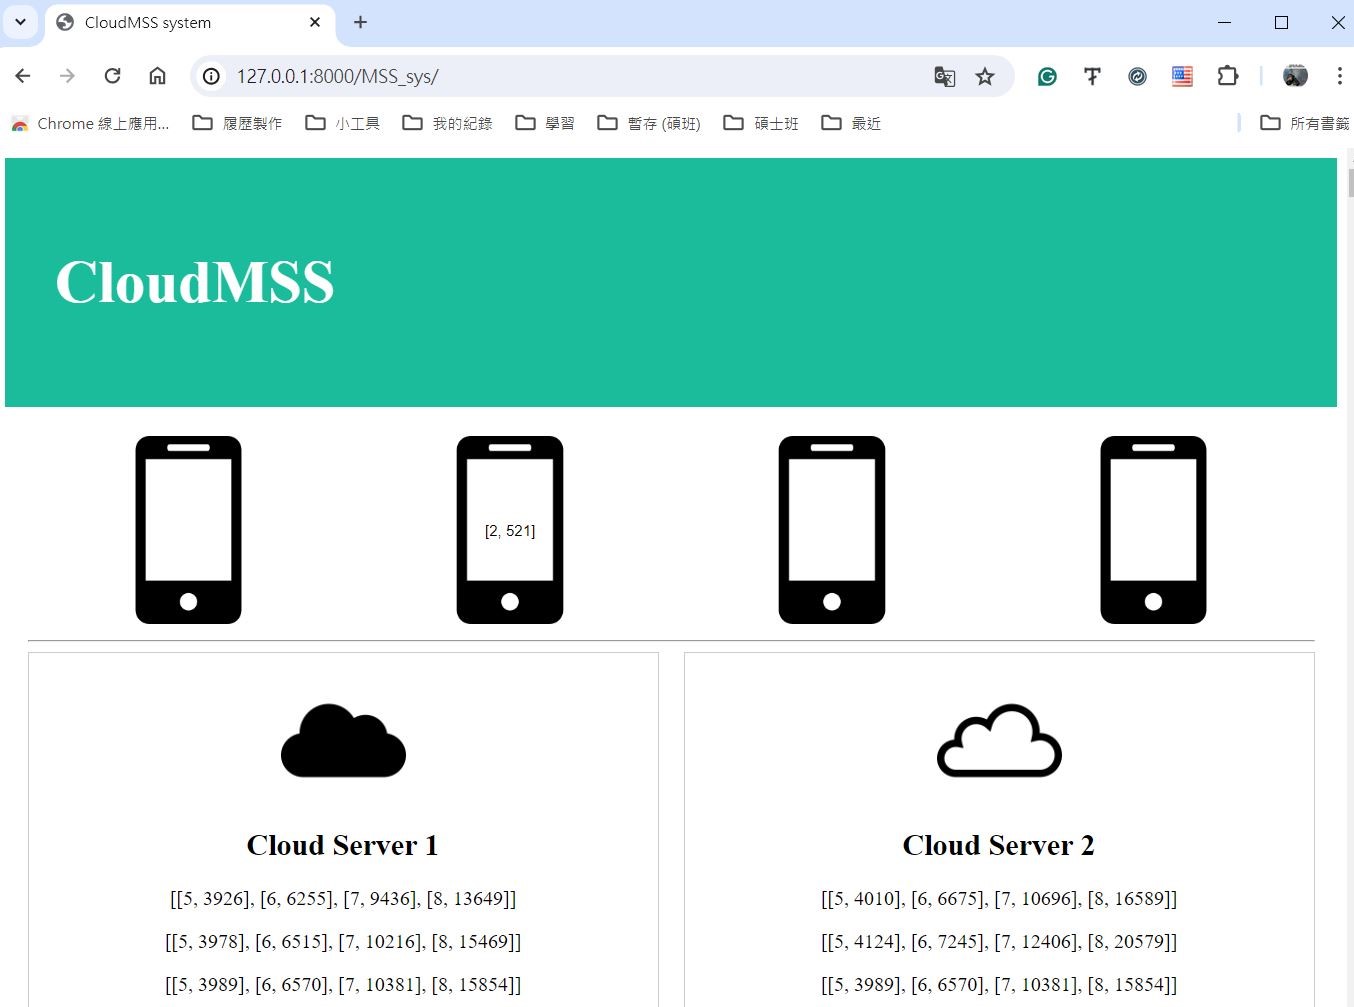 CloudMSS system
127.0.0.1:8000/MSS_sys/
Chrome 線上應用... 履歷製作 小工具 我的紀錄 學習 暫存 (碩班) 碩士班 最近 所有書籤
CloudMSS
[2, 521]
Cloud Server 1
[[5, 3926], [6, 6255], [7, 9436], [8, 13649]]
[[5, 3978], [6, 6515], [7, 10216], [8, 15469]]
[[5, 3989], [6, 6570], [7, 10381], [8, 15854]]
Cloud Server 2
[[5, 4010], [6, 6675], [7, 10696], [8, 16589]]
[[5, 4124], [6, 7245], [7, 12406], [8, 20579]]
[[5, 3989], [6, 6570], [7, 10381], [8, 15854]]